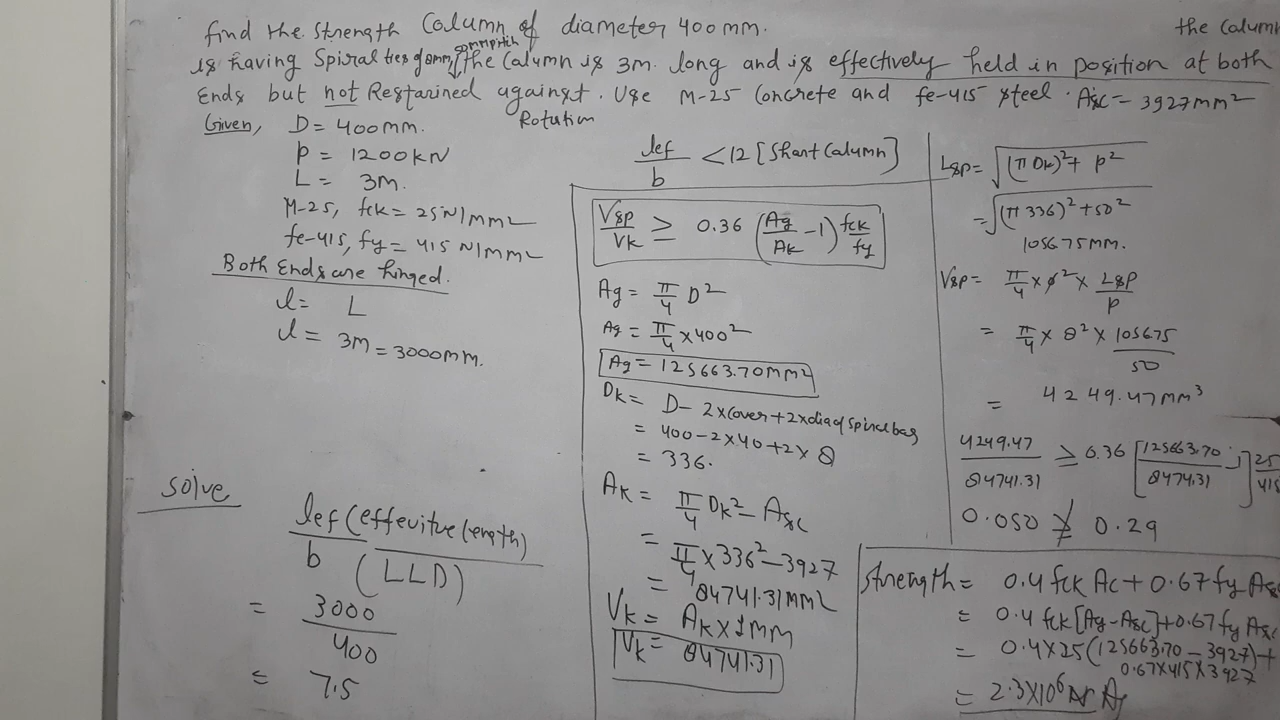 find the strength Column of diameter 400mm. the Column
is having Spiral ties of 8mm, 50mm pitch the Column is 3m. long and is effectively held in position at both
Ends but not Restarined against Rotation. Use M-25 Concrete and fe-415 steel. Asc = 3927mm²
Given, D = 400mm.
P = 1200kN
L = 3M.
M-25, fck = 25N/mm²
fe-415, fy = 415 N/mm²
Both Ends are hinged.
l = L
l = 3M = 3000mm.
Solve
lef (effevitve length)
b (LLD)
= 3000
400
= 7.5
lef/b < 12 [Short Column]
Vsp/Vk ≥ 0.36 (Ag/Ak - 1) fck/fy
Ag = π/4 D²
Ag = π/4 × 400²
Ag = 125663.70mm²
Dk = D - 2×cover + 2×dia of Spiral bars
= 400 - 2×40 + 2×8
= 336.
Ak = π/4 Dk² - Asc
= π/4 × 336² - 3927
= 84741.31mm²
Vk = Ak × 1mm
Vk = 84741.31
Lsp = √(π Dk)² + p²
= √(π 336)² + 50²
105675mm.
Vsp = π/4 × ø² × Lsp/p
= π/4 × 8² × 105675/50
= 4249.47mm³
4249.47/84741.31 ≥ 0.36 [125663.70/8474.31 - 1] 25/415
0.050 ≱ 0.29
Strength = 0.4 fck Ac + 0.67 fy Asc
= 0.4 fck [Ag - Asc] + 0.67 fy Asc
= 0.4×25(125663.70 - 3927) +
0.67×415×3927
= 2.3×10⁶